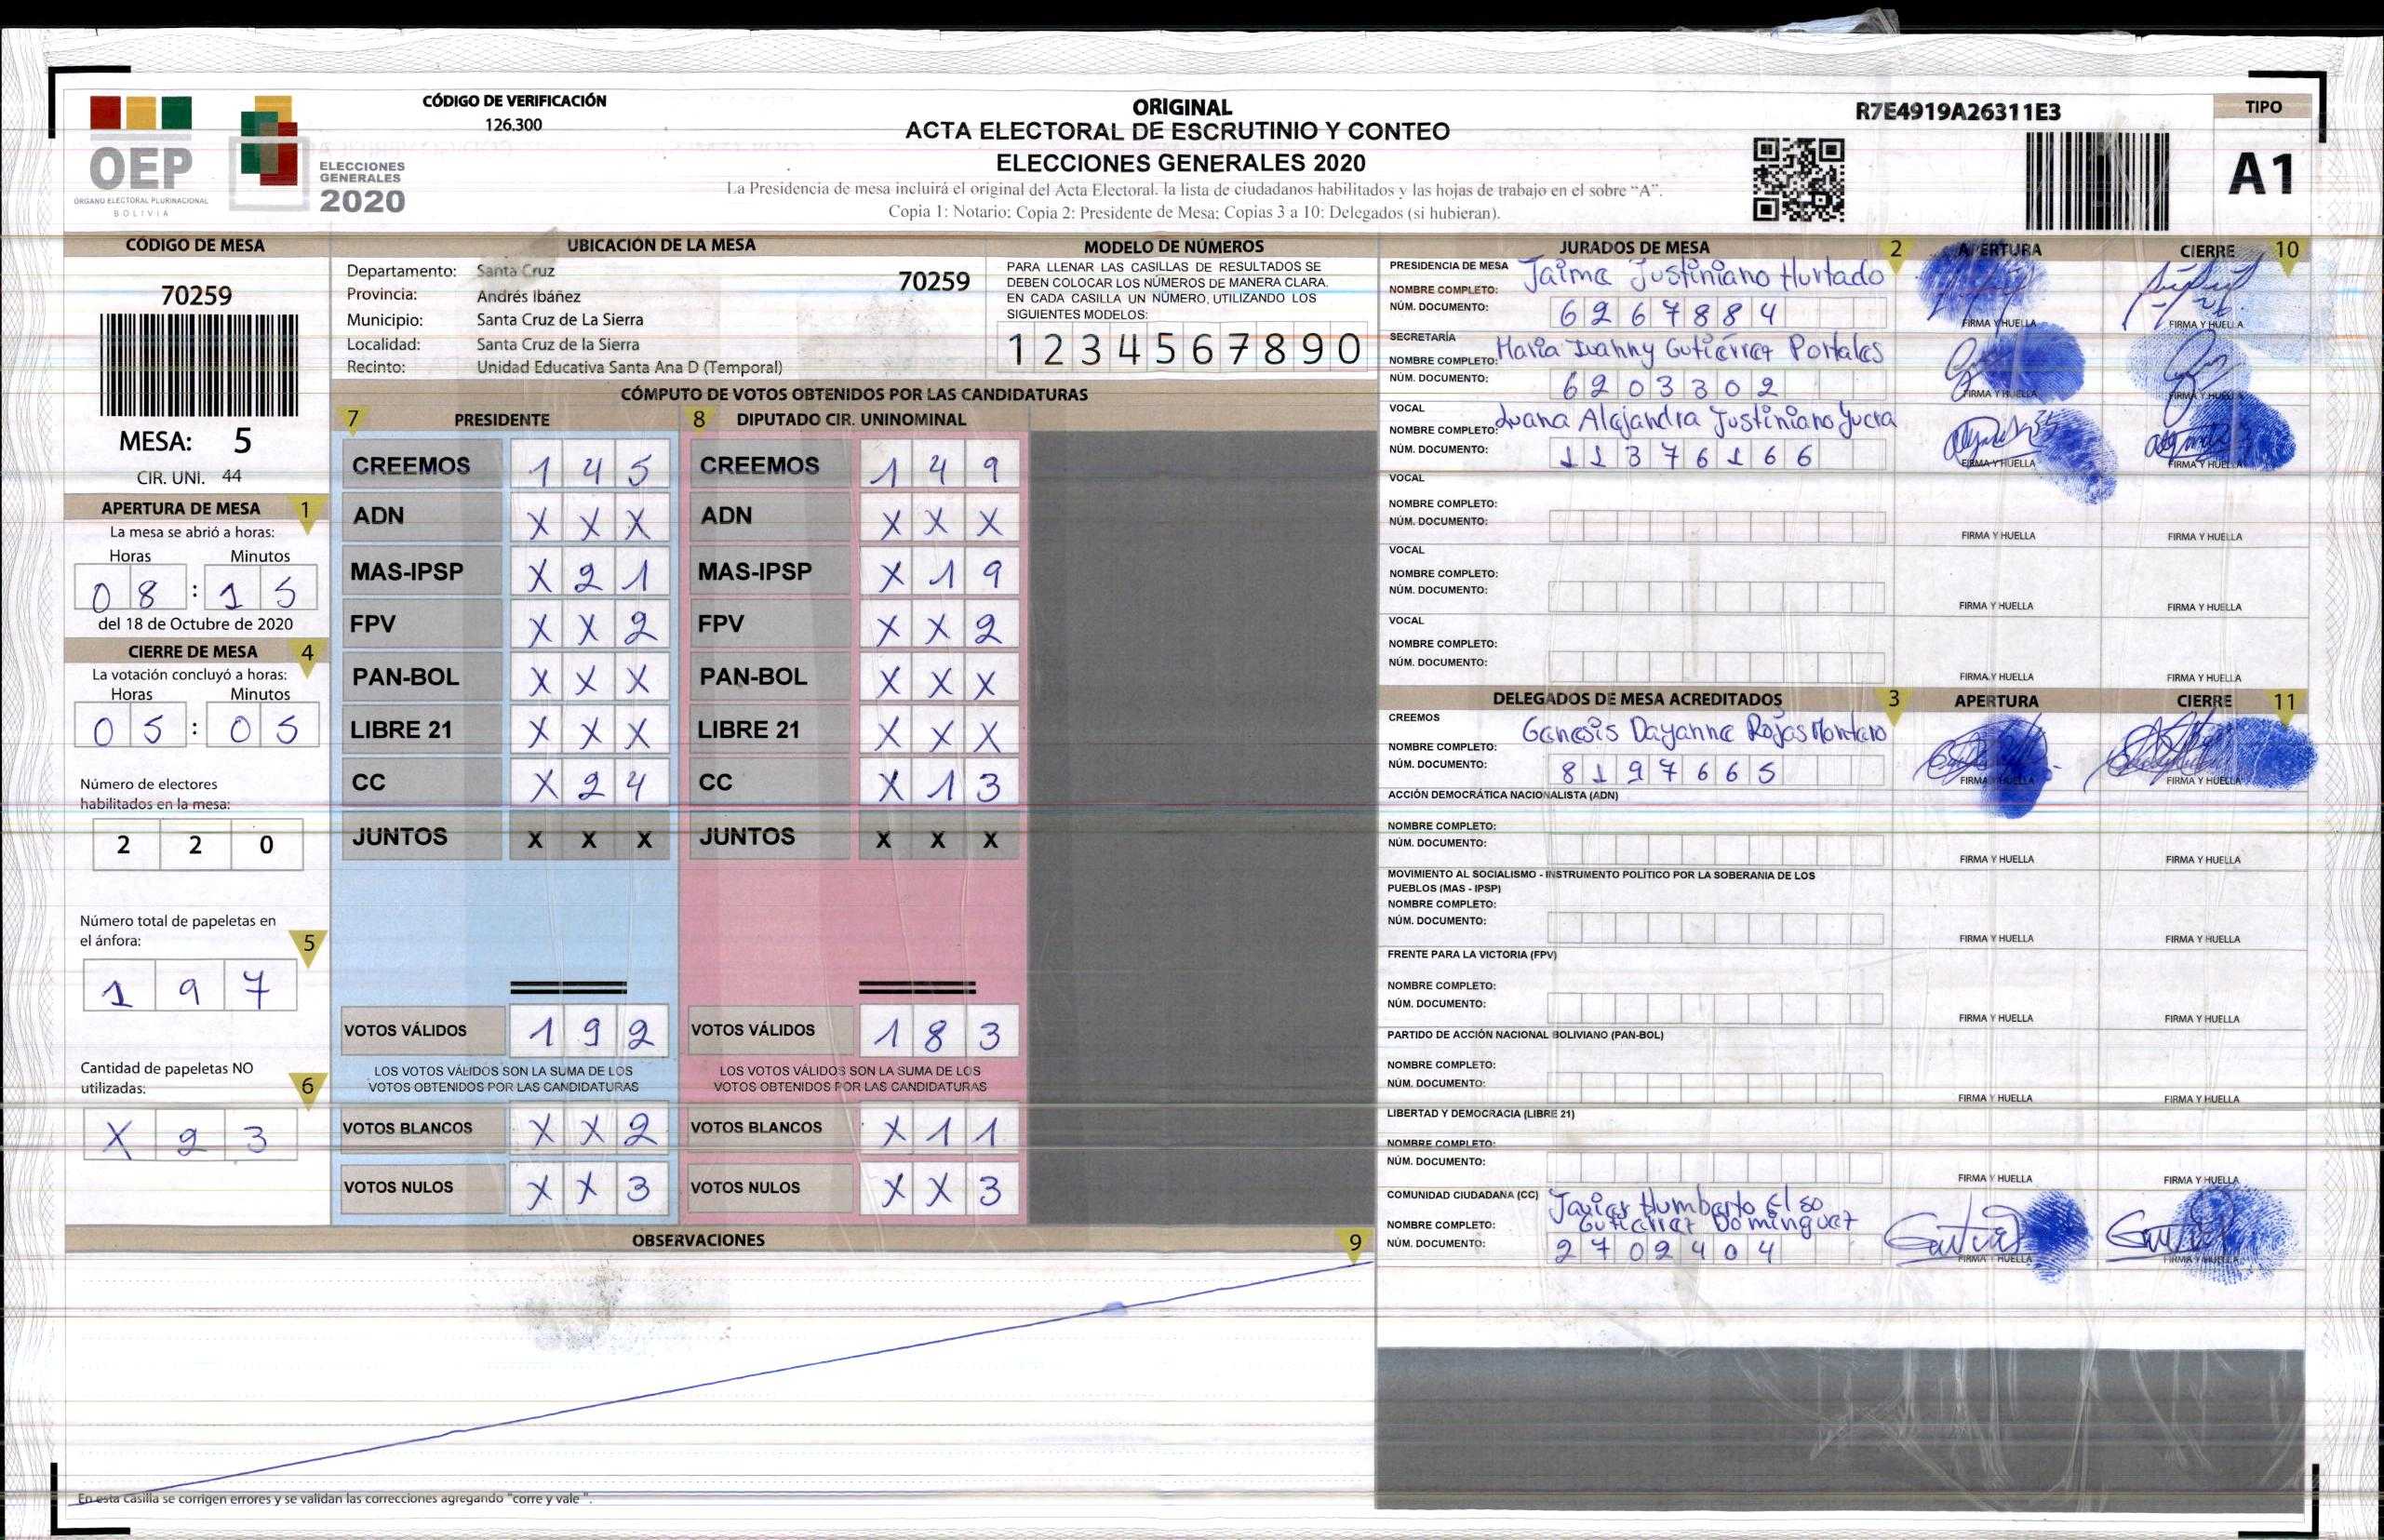 CÓDIGO DE VERIFICACIÓN
126.300
ORIGINAL
ACTA ELECTORAL DE ESCRUTINIO Y CONTEO
ELECCIONES GENERALES 2020
La Presidencia de mesa incluirá el original del Acta Electoral. la lista de ciudadanos habilitados y las hojas de trabajo en el sobre “A”.
Copia 1: Notario; Copia 2: Presidente de Mesa; Copias 3 a 10: Delegados (si hubieran).
R7E4919A26311E3
TIPO
A1
OEP
ÓRGANO ELECTORAL PLURINACIONAL
BOLIVIA
ELECCIONES
GENERALES
2020
CÓDIGO DE MESA
70259
MESA: 5
CIR. UNI. 44
APERTURA DE MESA 1
La mesa se abrió a horas:
Horas Minutos
0 8 : 1 5
del 18 de Octubre de 2020
CIERRE DE MESA 4
La votación concluyó a horas:
Horas Minutos
0 5 : 0 5
Número de electores
habilitados en la mesa:
2 2 0
Número total de papeletas en
el ánfora: 5
1 9 7
Cantidad de papeletas NO
utilizadas: 6
X 2 3
UBICACIÓN DE LA MESA
Departamento: Santa Cruz 70259
Provincia: Andrés Ibáñez
Municipio: Santa Cruz de La Sierra
Localidad: Santa Cruz de la Sierra
Recinto: Unidad Educativa Santa Ana D (Temporal)
MODELO DE NÚMEROS
PARA LLENAR LAS CASILLAS DE RESULTADOS SE
DEBEN COLOCAR LOS NÚMEROS DE MANERA CLARA.
EN CADA CASILLA UN NÚMERO, UTILIZANDO LOS
SIGUIENTES MODELOS:
1 2 3 4 5 6 7 8 9 0
CÓMPUTO DE VOTOS OBTENIDOS POR LAS CANDIDATURAS
7 PRESIDENTE 8 DIPUTADO CIR. UNINOMINAL
CREEMOS 1 4 5 CREEMOS 1 4 9
ADN X X X ADN X X X
MAS-IPSP X 2 1 MAS-IPSP X 1 9
FPV X X 2 FPV X X 2
PAN-BOL X X X PAN-BOL X X X
LIBRE 21 X X X LIBRE 21 X X X
CC X 2 4 CC X 1 3
JUNTOS X X X JUNTOS X X X
VOTOS VÁLIDOS 1 9 2 VOTOS VÁLIDOS 1 8 3
LOS VOTOS VÁLIDOS SON LA SUMA DE LOS LOS VOTOS VÁLIDOS SON LA SUMA DE LOS
VOTOS OBTENIDOS POR LAS CANDIDATURAS VOTOS OBTENIDOS POR LAS CANDIDATURAS
VOTOS BLANCOS X X 2 VOTOS BLANCOS X 1 1
VOTOS NULOS X X 3 VOTOS NULOS X X 3
OBSERVACIONES 9
En esta casilla se corrigen errores y se validan las correcciones agregando "corre y vale ".
JURADOS DE MESA 2 APERTURA CIERRE 10
PRESIDENCIA DE MESA
NOMBRE COMPLETO: Jaime Justiniano Hurtado
NÚM. DOCUMENTO: 6 2 6 7 8 8 4 FIRMA Y HUELLA FIRMA Y HUELLA
SECRETARÍA
NOMBRE COMPLETO: Maria Ivanny Gutiérrez Portales
NÚM. DOCUMENTO: 6 2 0 3 3 0 2 FIRMA Y HUELLA FIRMA Y HUELLA
VOCAL
NOMBRE COMPLETO: Luana Alejandra Justiniano Yucra
NÚM. DOCUMENTO: 1 1 3 7 6 1 6 6 FIRMA Y HUELLA FIRMA Y HUELLA
VOCAL
NOMBRE COMPLETO:
NÚM. DOCUMENTO: FIRMA Y HUELLA FIRMA Y HUELLA
VOCAL
NOMBRE COMPLETO:
NÚM. DOCUMENTO: FIRMA Y HUELLA FIRMA Y HUELLA
VOCAL
NOMBRE COMPLETO:
NÚM. DOCUMENTO: FIRMA Y HUELLA FIRMA Y HUELLA
DELEGADOS DE MESA ACREDITADOS 3 APERTURA CIERRE 11
CREEMOS
NOMBRE COMPLETO: Genesis Dayanne Rojas Montero
NÚM. DOCUMENTO: 8 1 9 7 6 6 5 FIRMA Y HUELLA FIRMA Y HUELLA
ACCIÓN DEMOCRÁTICA NACIONALISTA (ADN)
NOMBRE COMPLETO:
NÚM. DOCUMENTO: FIRMA Y HUELLA FIRMA Y HUELLA
MOVIMIENTO AL SOCIALISMO - INSTRUMENTO POLÍTICO POR LA SOBERANIA DE LOS
PUEBLOS (MAS - IPSP)
NOMBRE COMPLETO:
NÚM. DOCUMENTO: FIRMA Y HUELLA FIRMA Y HUELLA
FRENTE PARA LA VICTORIA (FPV)
NOMBRE COMPLETO:
NÚM. DOCUMENTO: FIRMA Y HUELLA FIRMA Y HUELLA
PARTIDO DE ACCIÓN NACIONAL BOLIVIANO (PAN-BOL)
NOMBRE COMPLETO:
NÚM. DOCUMENTO: FIRMA Y HUELLA FIRMA Y HUELLA
LIBERTAD Y DEMOCRACIA (LIBRE 21)
NOMBRE COMPLETO:
NÚM. DOCUMENTO: FIRMA Y HUELLA FIRMA Y HUELLA
COMUNIDAD CIUDADANA (CC) Javier Humberto Elso
NOMBRE COMPLETO: Gutierrez Dominguez
NÚM. DOCUMENTO: 2 7 0 2 4 0 4 FIRMA Y HUELLA FIRMA Y HUELLA